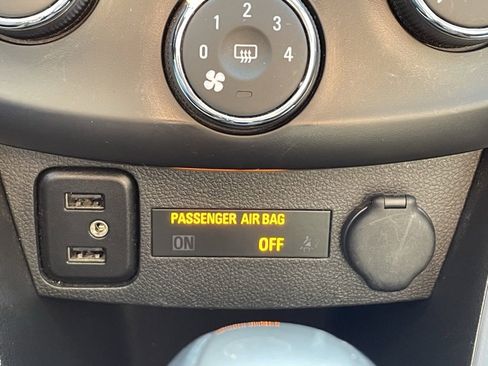 2
1 3
0 4
PASSENGER AIR BAG
ON OFF